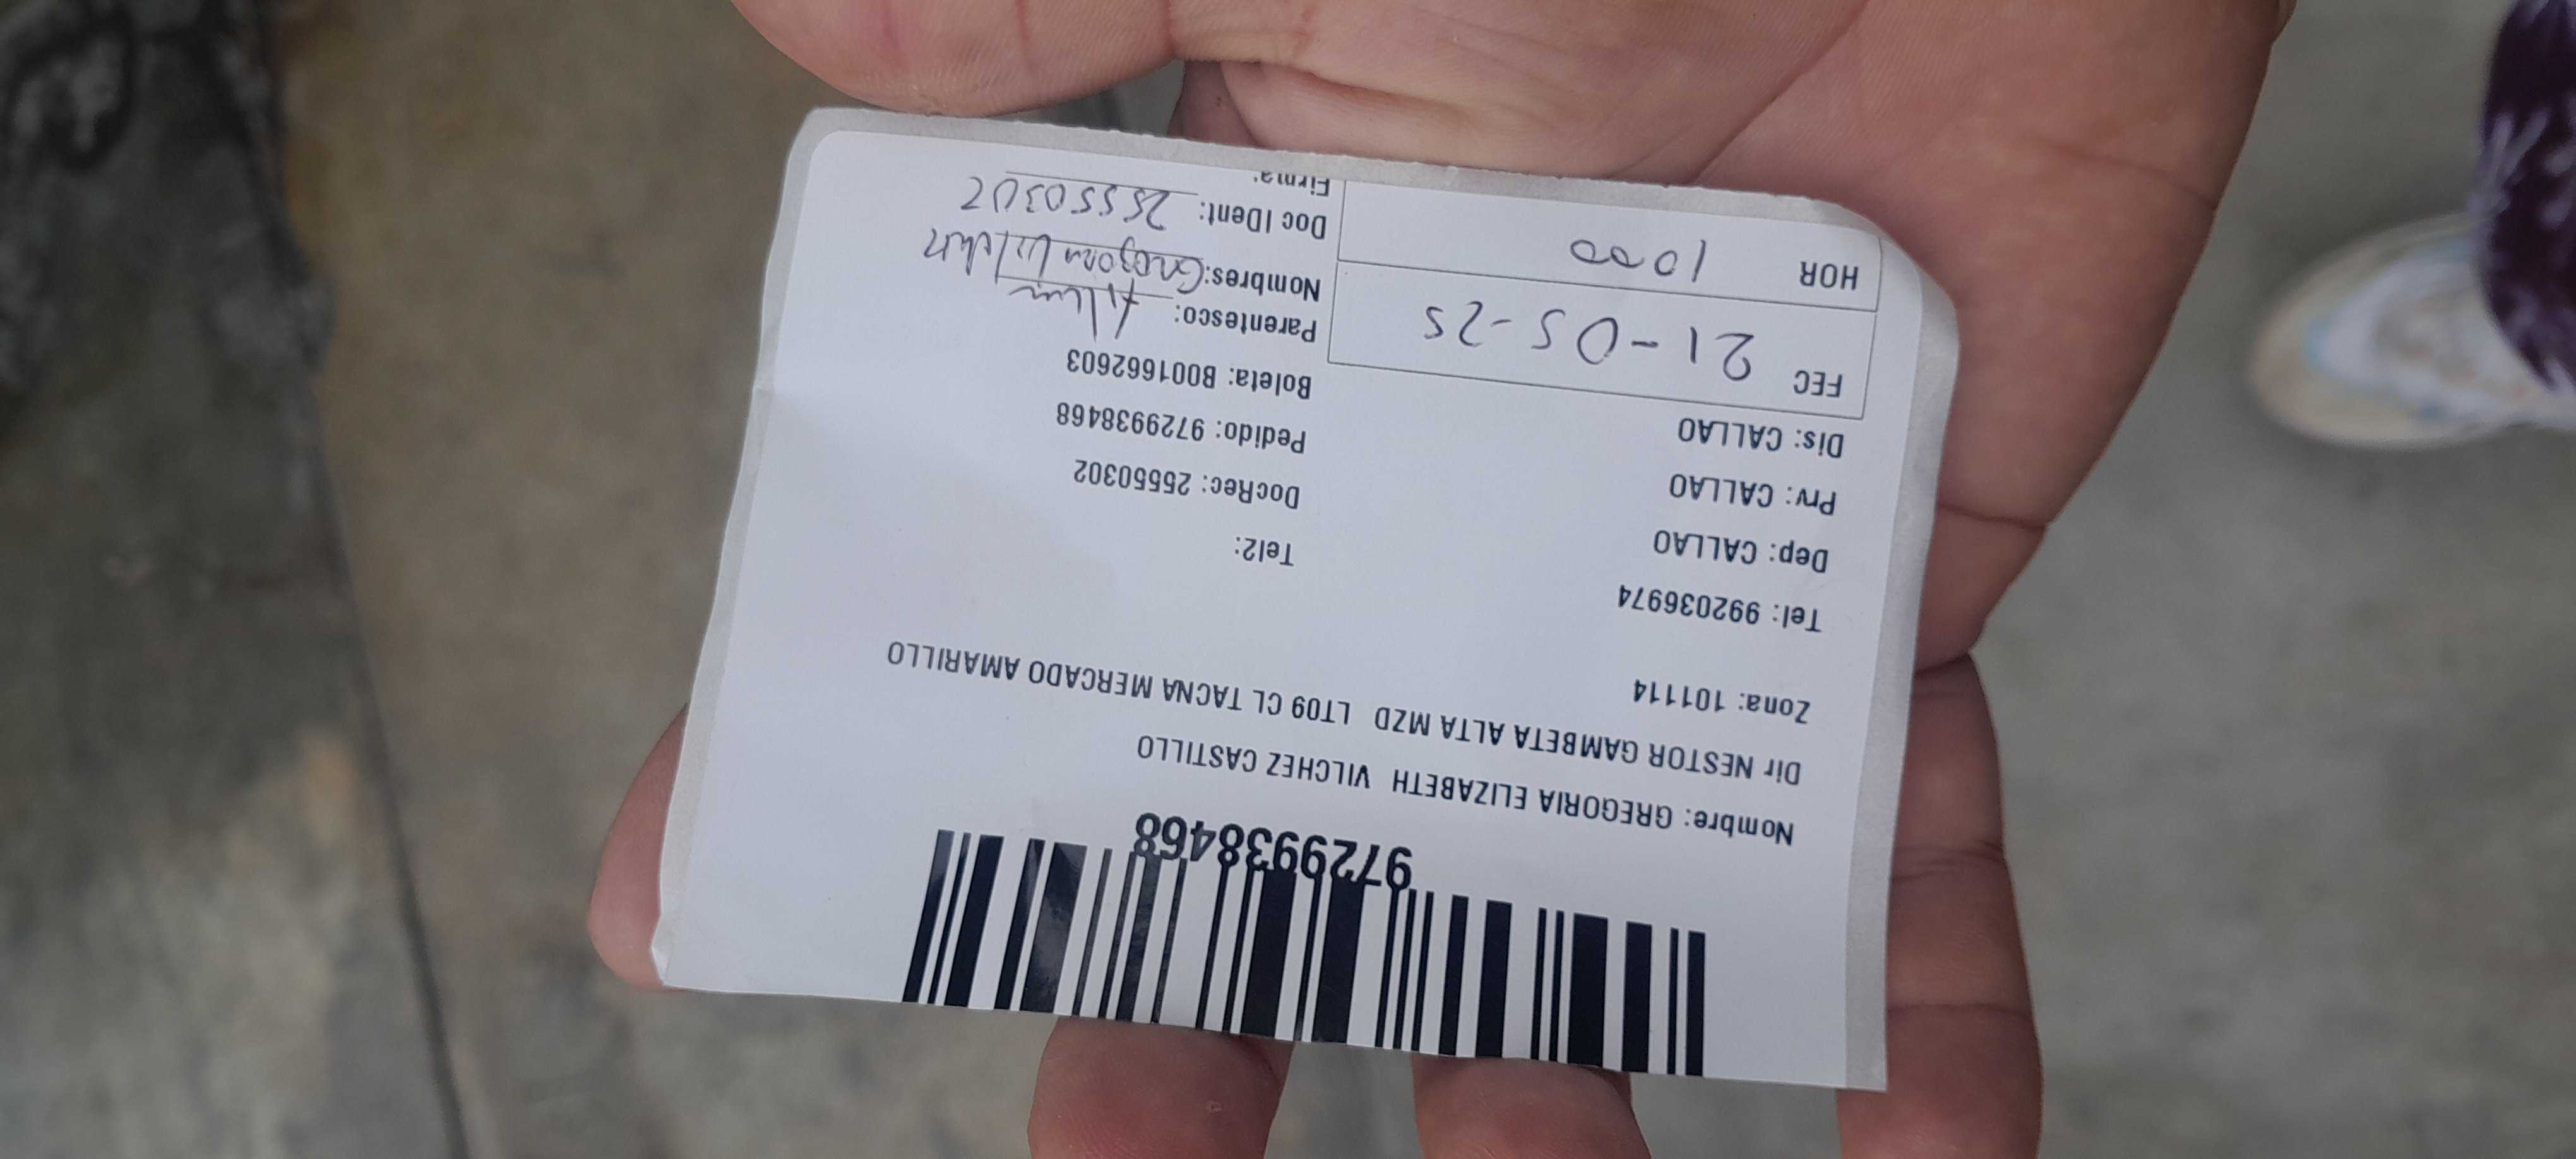 9729938468
Nombre: GREGORIA ELIZABETH VILCHEZ CASTILLO
Dir NESTOR GAMBETA ALTA MZD LT09 CL TACNA MERCADO AMARILLO
Zona: 101114
Tel: 992036974 Tel2:
Dep: CALLAO DocRec: 25550302
Prv: CALLAO Pedido: 9729938468
Dis: CALLAO Boleta: B001662603
FEC 21-05-25 Parentesco:
Nombres:
HOR 1000 Doc IDent: 25550302
Firma: